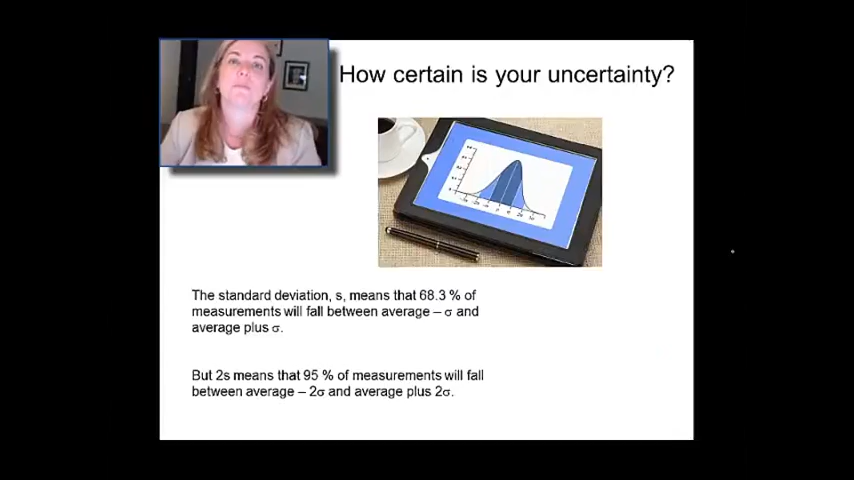 How certain is your uncertainty?
The standard deviation, s, means that 68.3 % of
measurements will fall between average – σ and
average plus σ.
But 2s means that 95 % of measurements will fall
between average – 2σ and average plus 2σ.